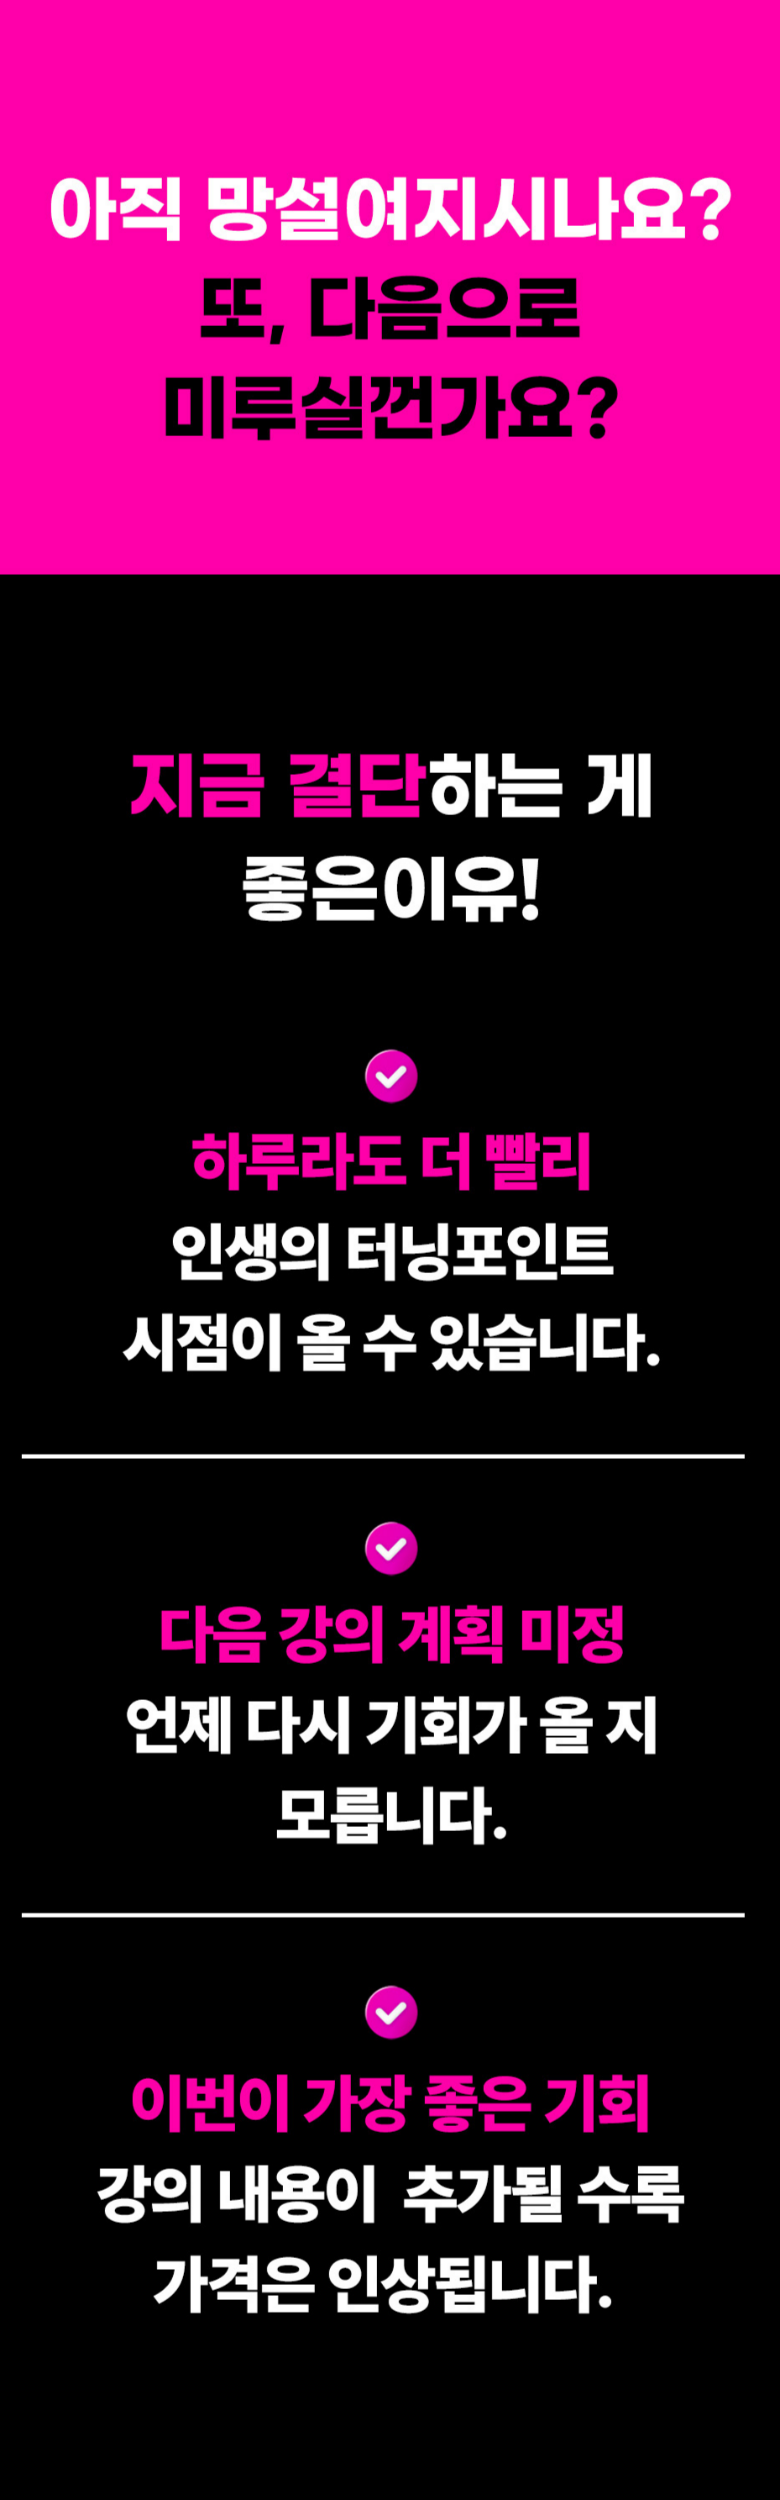 아직 망설여지시나요?
또, 다음으로
미루실껀가요?
지금 결단하는 게
좋은이유!
하루라도 더 빨리
인생의 터닝포인트
시점이 올 수 있습니다.
다음 강의 계획 미정
언제 다시 기회가 올 지
모릅니다.
이번이 가장 좋은 기회
강의 내용이 추가될 수록
가격은 인상됩니다.